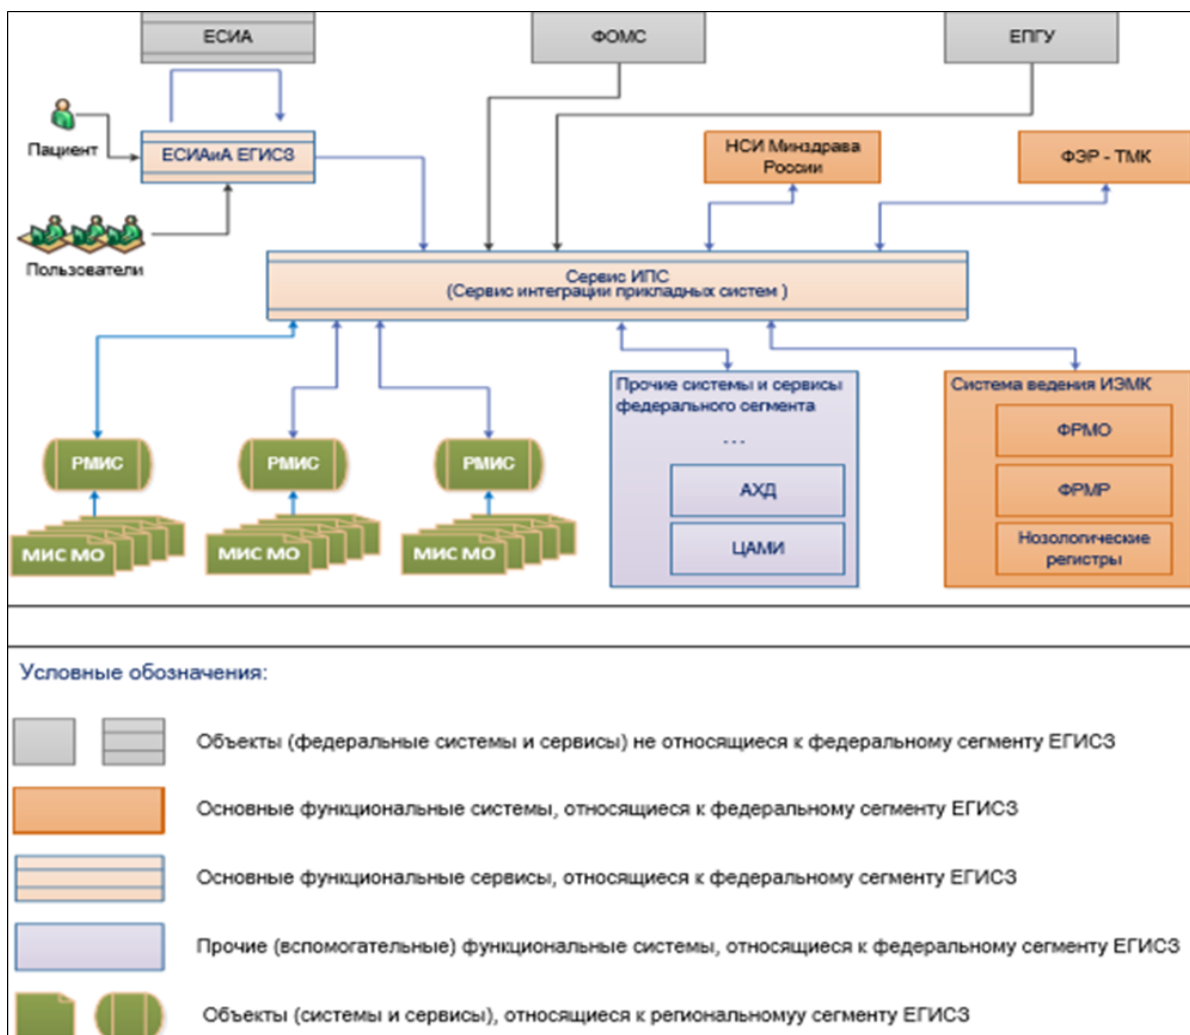 ЕСИА
ФОМС
ЕПГУ
Пациент
ЕСИАиА ЕГИСЗ
НСИ Минздрава
России
ФЭР - ТМК
Пользователи
Сервис ИПС
(Сервис интеграции прикладных систем )
РМИС
РМИС
РМИС
МИС МО
МИС МО
МИС МО
Прочие системы и сервисы
федерального сегмента
...
АХД
ЦАМИ
Система ведения ИЭМК
ФРМО
ФРМР
Нозологические
регистры
Условные обозначения:
Объекты (федеральные системы и сервисы) не относящиеся к федеральному сегменту ЕГИСЗ
Основные функциональные системы, относящиеся к федеральному сегменту ЕГИСЗ
Основные функциональные сервисы, относящиеся к федеральному сегменту ЕГИСЗ
Прочие (вспомогательные) функциональные системы, относящиеся к федеральному сегменту ЕГИСЗ
Объекты (системы и сервисы), относящиеся к региональномуу сегменту ЕГИСЗ